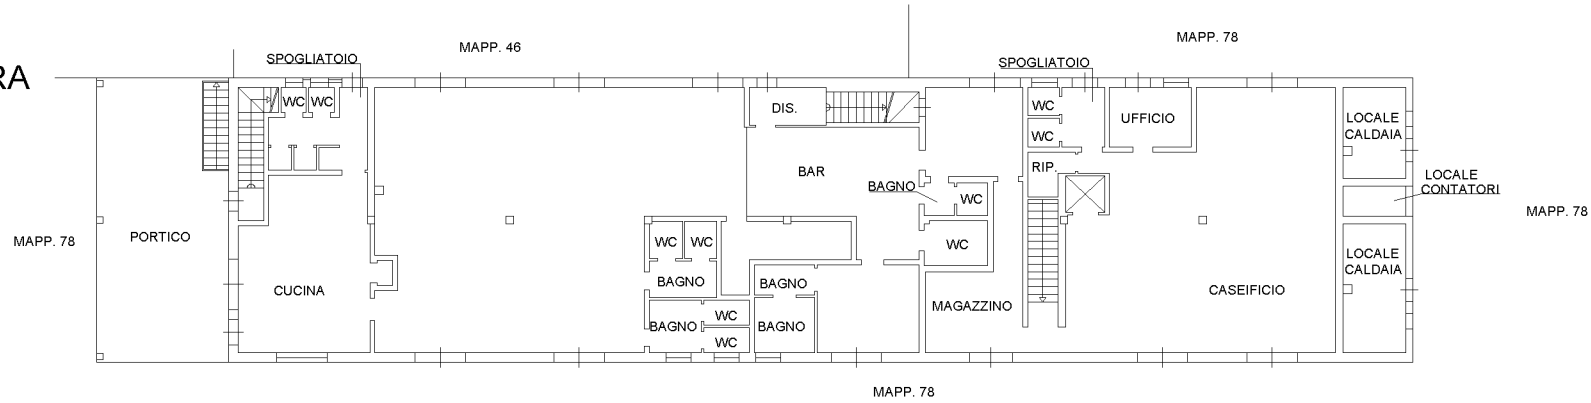 RA
MAPP. 46
MAPP. 78
SPOGLIATOIO
SPOGLIATOIO
WC
WC
DIS.
WC
WC
UFFICIO
LOCALE
CALDAIA
BAR
RIP.
BAGNO
WC
LOCALE
CONTATORI
MAPP. 78
MAPP. 78
PORTICO
WC
WC
WC
LOCALE
CALDAIA
CUCINA
BAGNO
BAGNO
CASEIFICIO
MAGAZZINO
WC
BAGNO
BAGNO
WC
MAPP. 78